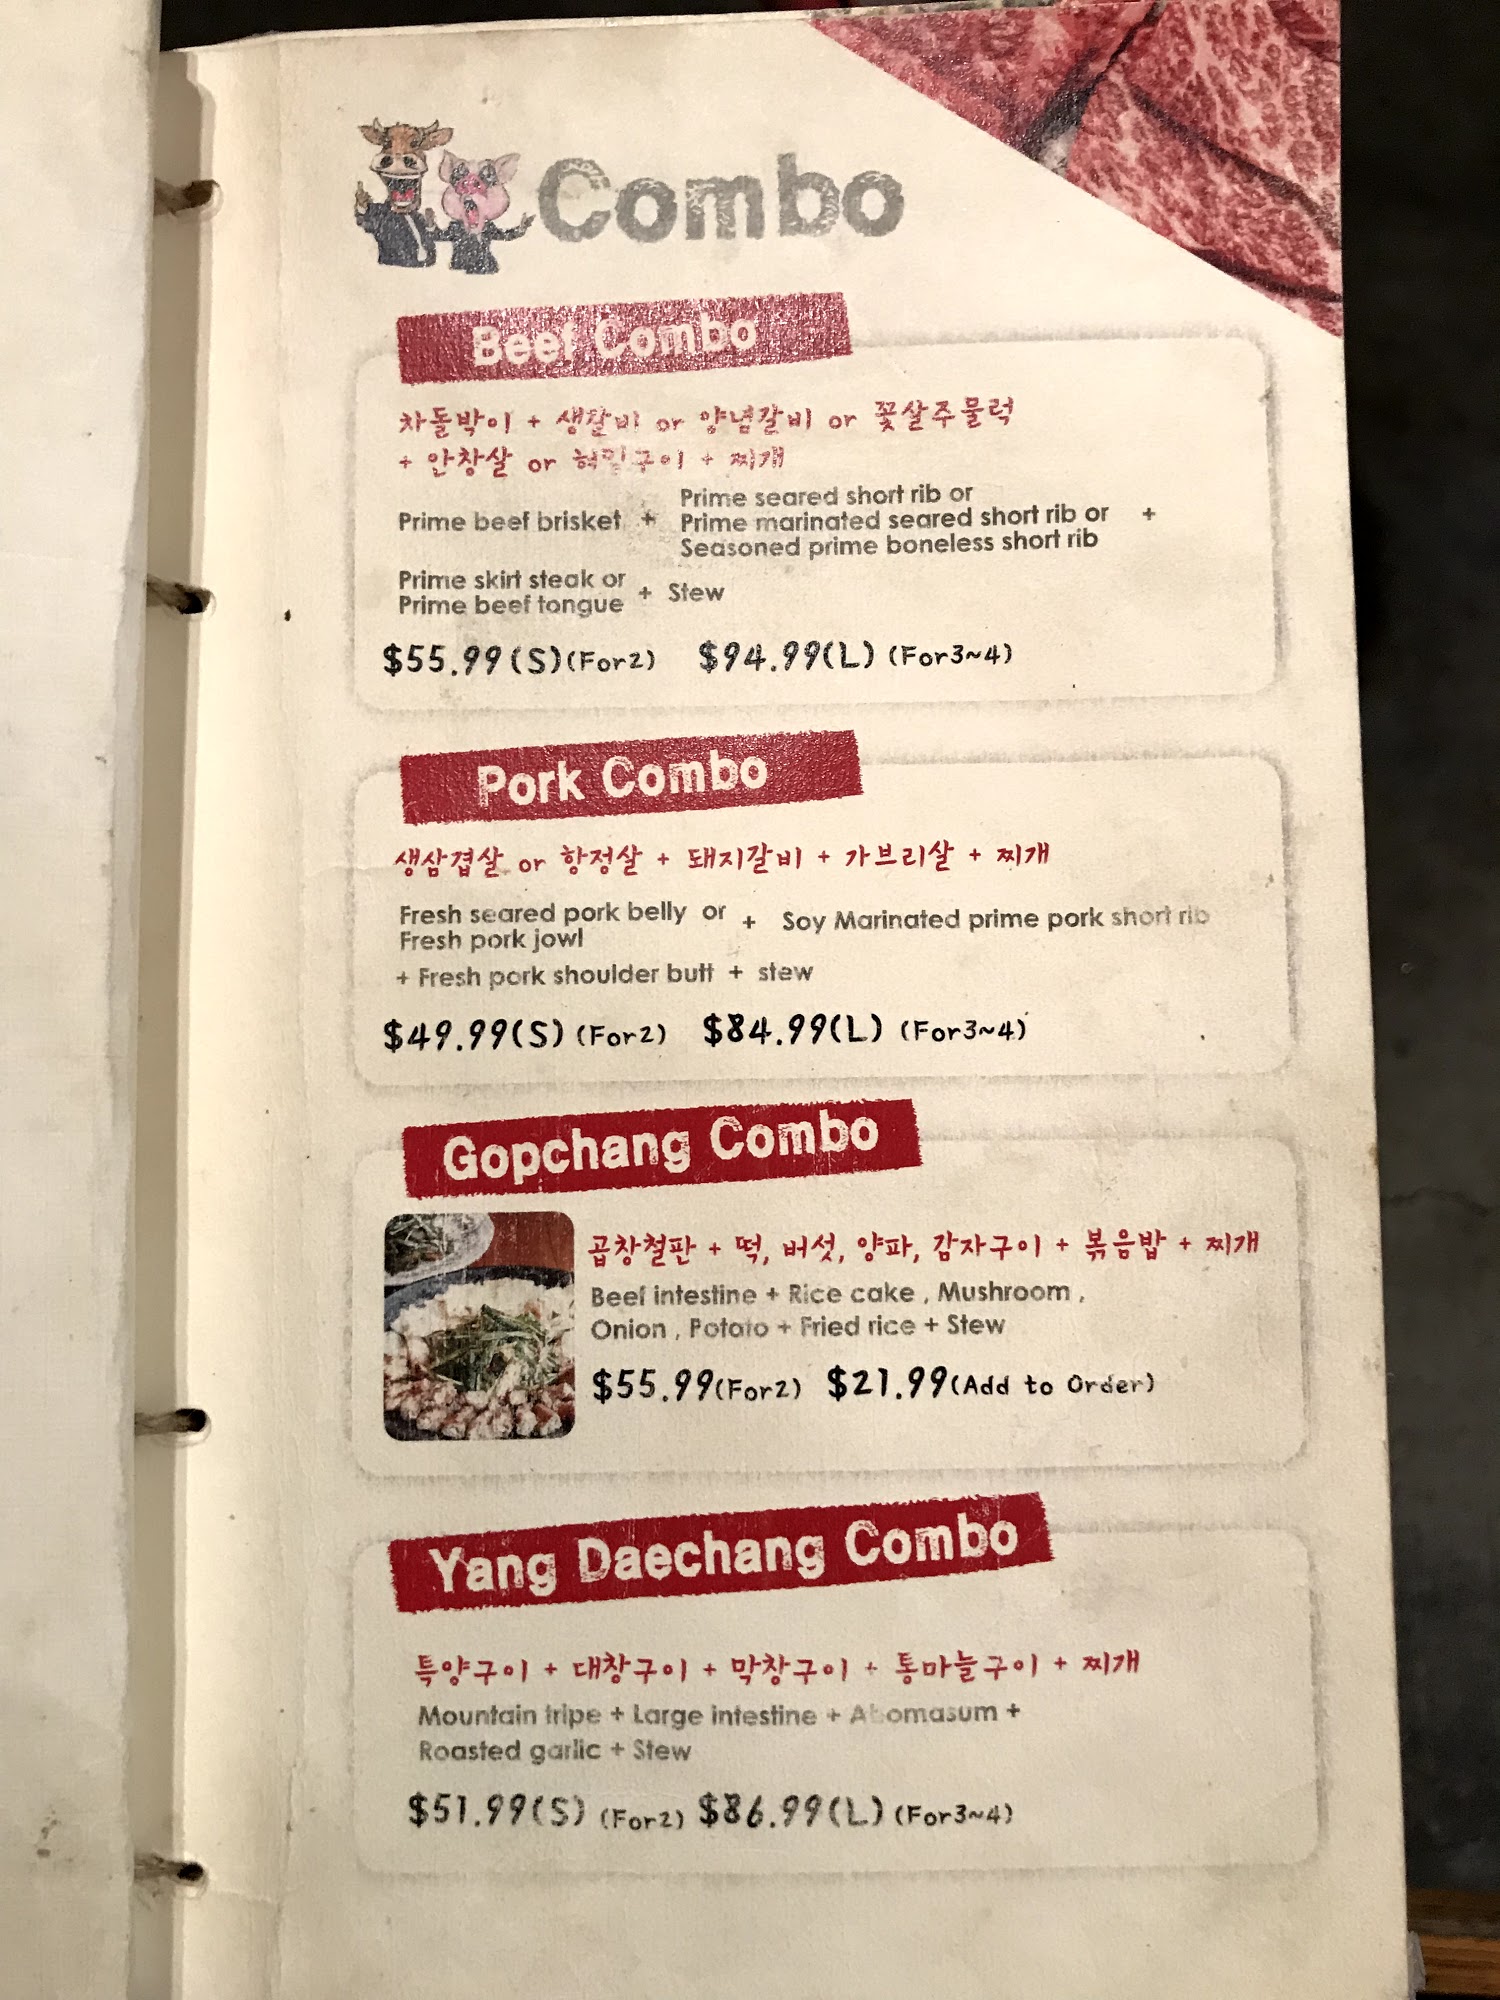 Combo
Beef Combo
차돌박이 + 생갈비 or 양념갈비 or 꽃살주물럭
+ 안창살 or 혀밑구이 + 찌개
Prime beef brisket + Prime seared short rib or
Prime marinated seared short rib or +
Seasoned prime boneless short rib
Prime skirt steak or
Prime beef tongue + Stew
$55.99(S)(For2) $94.99(L) (For3~4)
Pork Combo
생삼겹살 or 항정살 + 돼지갈비 + 가브리살 + 찌개
Fresh seared pork belly or + Soy Marinated prime pork short rib
Fresh pork jowl
+ Fresh pork shoulder butt + stew
$49.99(S) (For2) $84.99(L) (For3~4)
Gopchang Combo
곱창철판 + 떡, 버섯, 양파, 감자구이 + 볶음밥 + 찌개
Beef intestine + Rice cake , Mushroom ,
Onion , Potato + Fried rice + Stew
$55.99(For2) $21.99(Add to Order)
Yang Daechang Combo
특양구이 + 대창구이 + 막창구이 + 통마늘구이 + 찌개
Mountain tripe + Large intestine + Abomasum +
Roasted garlic + Stew
$51.99(S) (For2) $86.99(L) (For3~4)